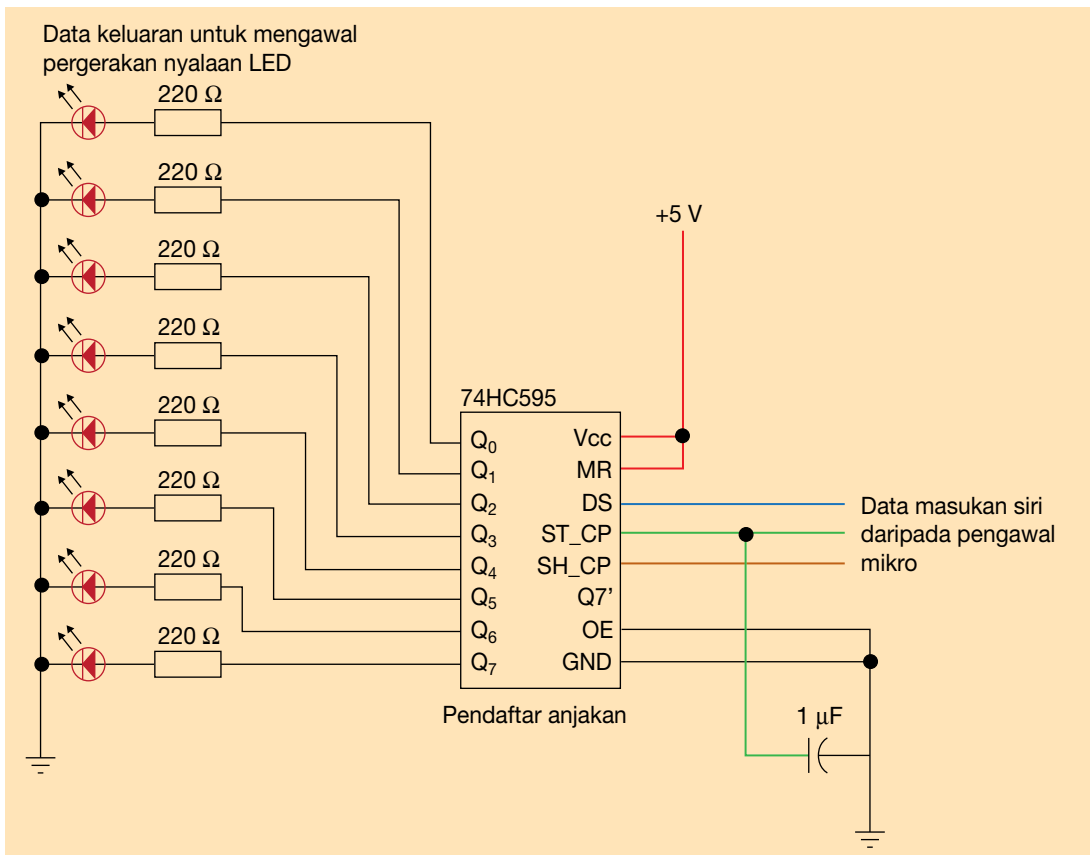 Data keluaran untuk mengawal
pergerakan nyalaan LED
220 Ω
220 Ω
220 Ω
220 Ω
220 Ω
220 Ω
220 Ω
220 Ω
+5 V
74HC595
Q₀
Q₁
Q₂
Q₃
Q₄
Q₅
Q₆
Q₇
Vcc
MR
DS
ST_CP
SH_CP
Q7’
OE
GND
Data masukan siri
daripada pengawal
mikro
Pendaftar anjakan
1 μF